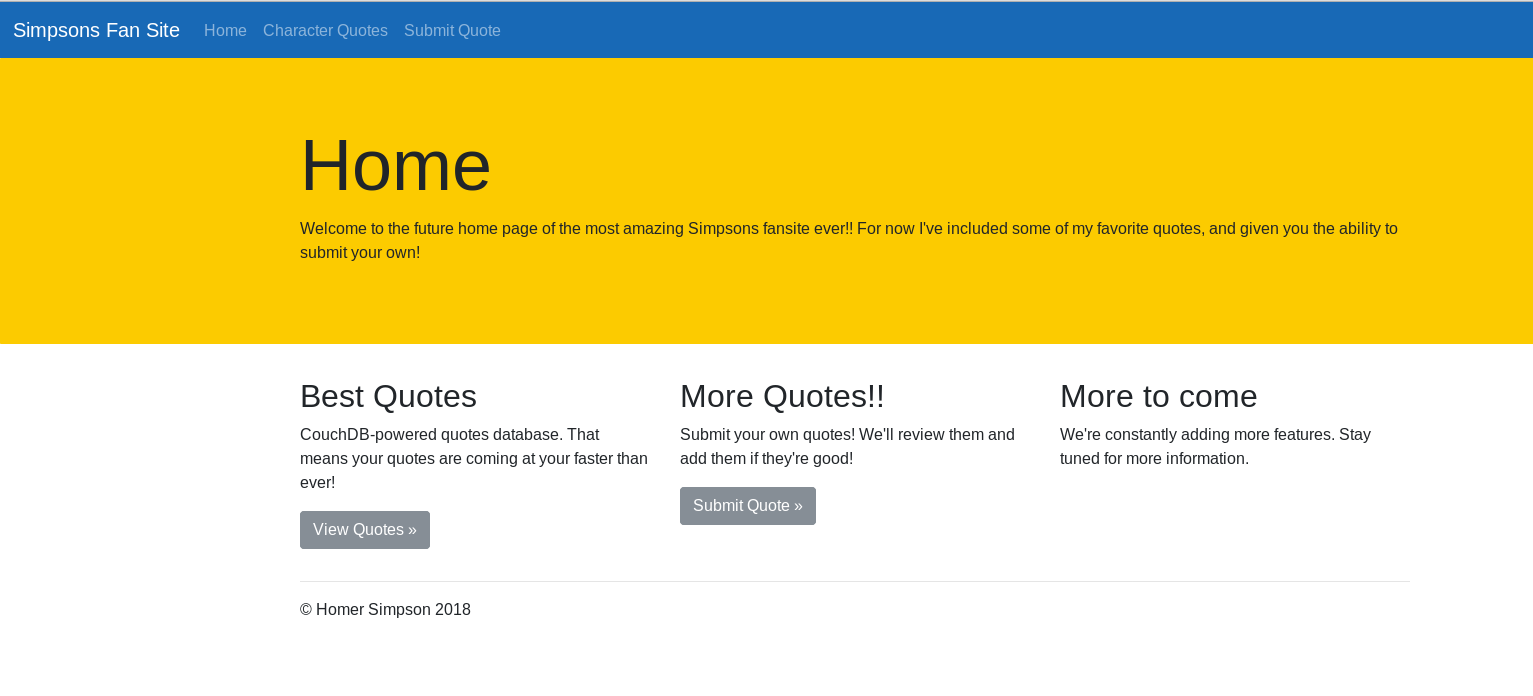 Simpsons Fan Site Home Character Quotes Submit Quote
Home
Welcome to the future home page of the most amazing Simpsons fansite ever!! For now I've included some of my favorite quotes, and given you the ability to
submit your own!
Best Quotes
CouchDB-powered quotes database. That
means your quotes are coming at your faster than
ever!
View Quotes »
More Quotes!!
Submit your own quotes! We'll review them and
add them if they're good!
Submit Quote »
More to come
We're constantly adding more features. Stay
tuned for more information.
© Homer Simpson 2018